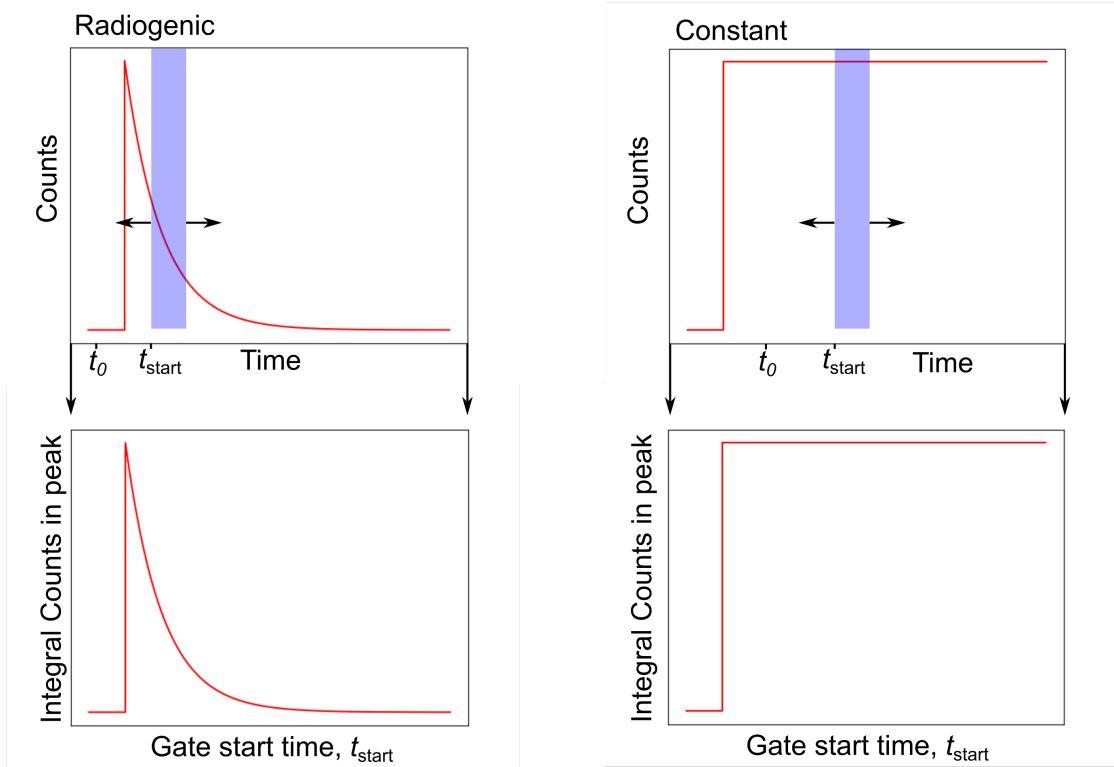 Radiogenic
Counts
t0
tstart
Time
Integral Counts in peak
Gate start time, tstart
Constant
Counts
t0
tstart
Time
Integral Counts in peak
Gate start time, tstart